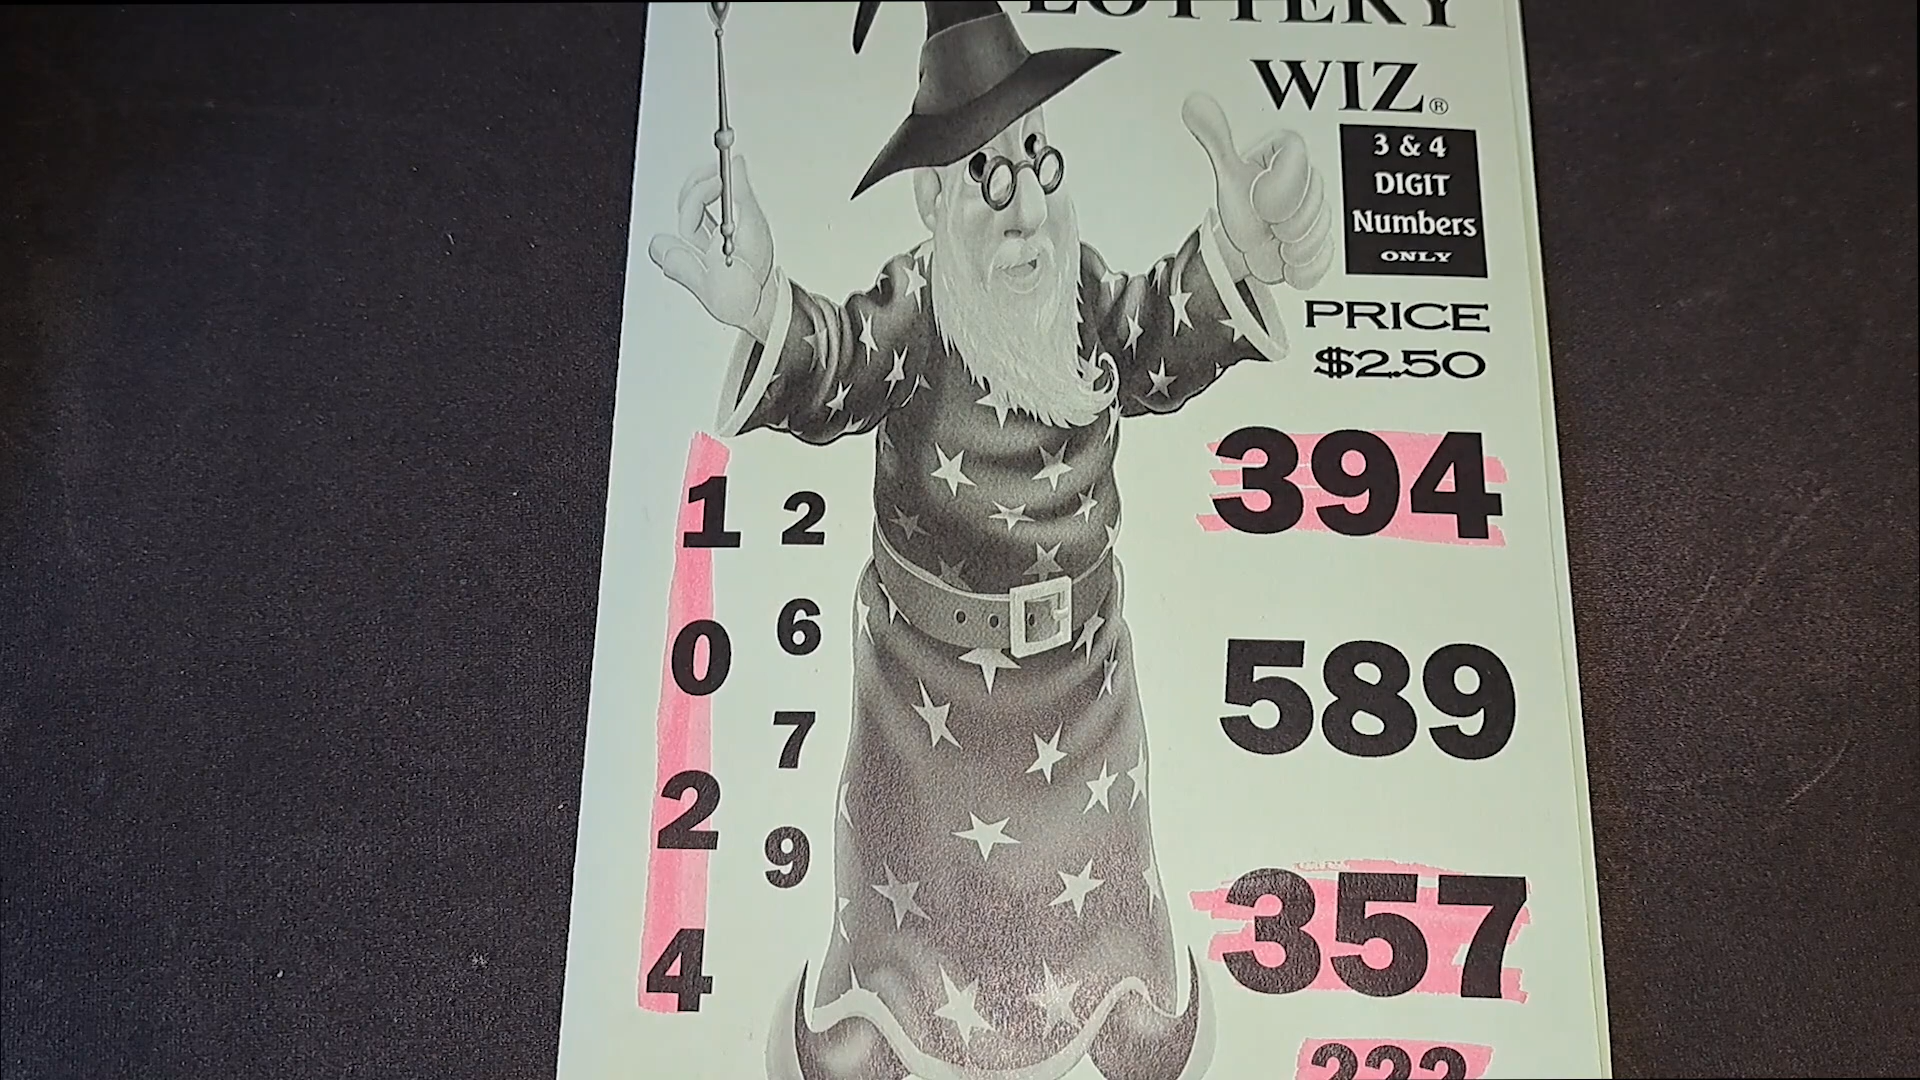 LOTTERY
WIZ®
3 & 4
DIGIT
Numbers
ONLY
PRICE
$2.50
1 2
0 6
2 7
4 9
394
589
357